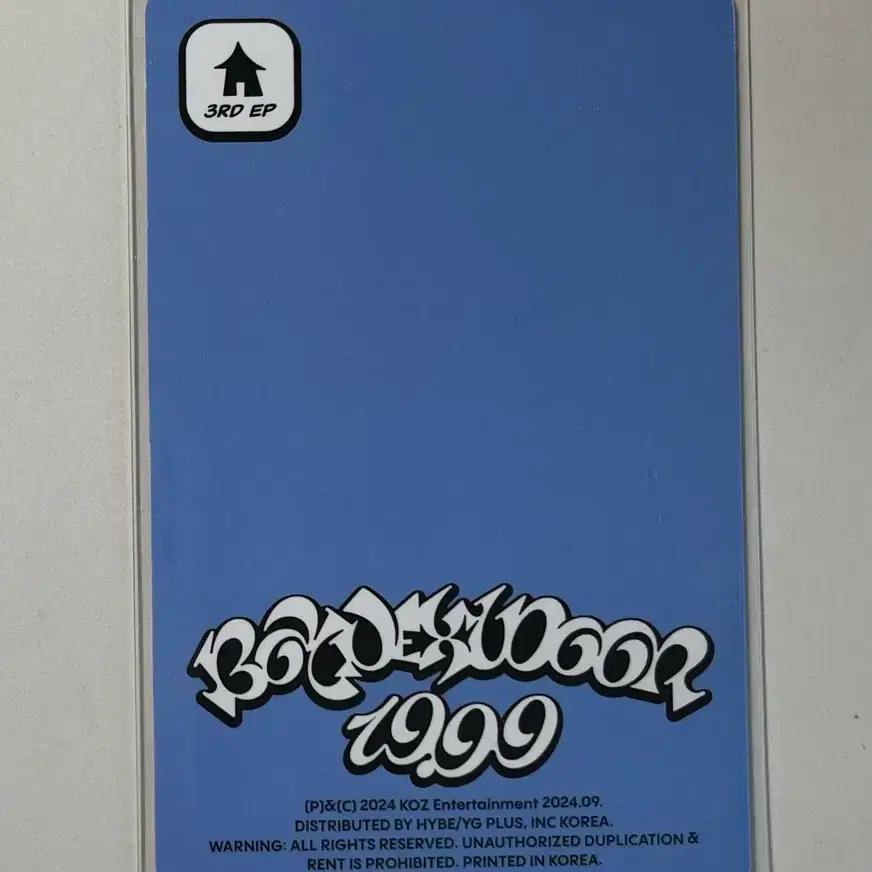 3RD EP
BOYNEXTDOOR
19.99
(P)&(C) 2024 KOZ Entertainment 2024.09.
DISTRIBUTED BY HYBE/YG PLUS, INC KOREA.
WARNING: ALL RIGHTS RESERVED. UNAUTHORIZED DUPLICATION &
RENT IS PROHIBITED. PRINTED IN KOREA.